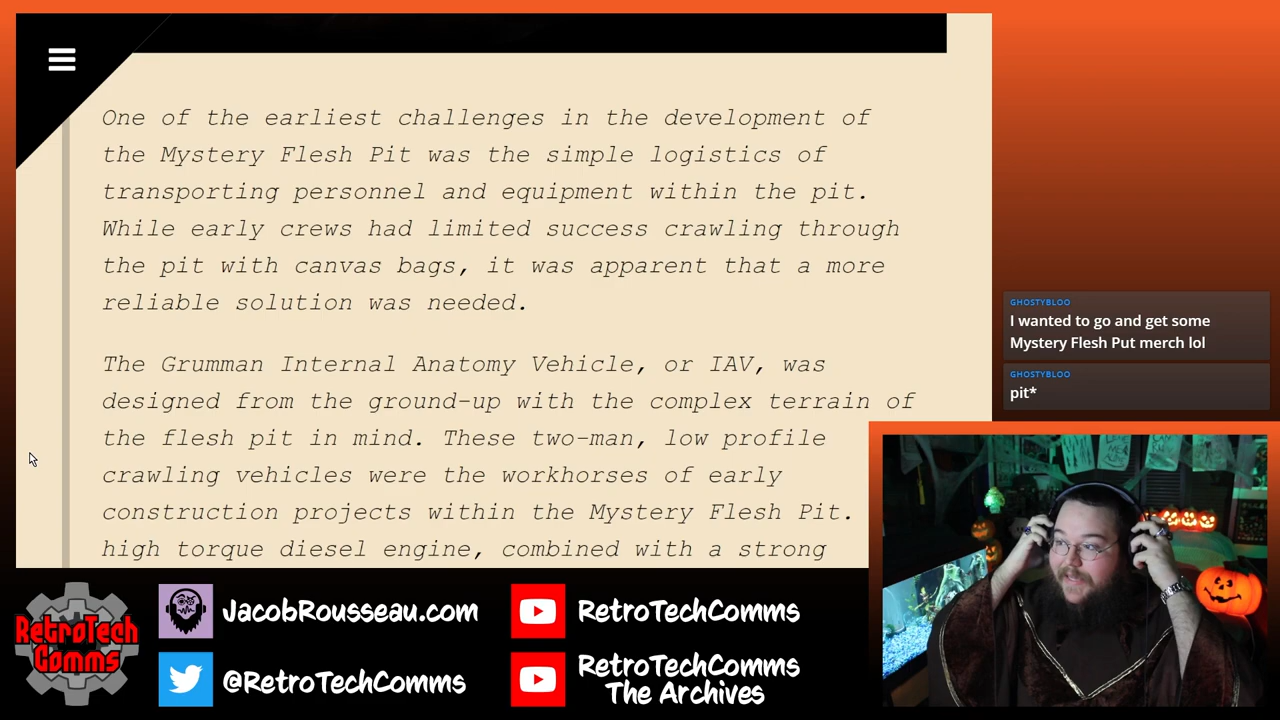 One of the earliest challenges in the development of
the Mystery Flesh Pit was the simple logistics of
transporting personnel and equipment within the pit.
While early crews had limited success crawling through
the pit with canvas bags, it was apparent that a more
reliable solution was needed.
The Grumman Internal Anatomy Vehicle, or IAV, was
designed from the ground-up with the complex terrain of
the flesh pit in mind. These two-man, low profile
crawling vehicles were the workhorses of early
construction projects within the Mystery Flesh Pit.
high torque diesel engine, combined with a strong
GHOSTYBLOO
I wanted to go and get some
Mystery Flesh Put merch lol
GHOSTYBLOO
pit*
RetroTech
Comms
JacobRousseau.com
@RetroTechComms
RetroTechComms
RetroTechComms
The Archives